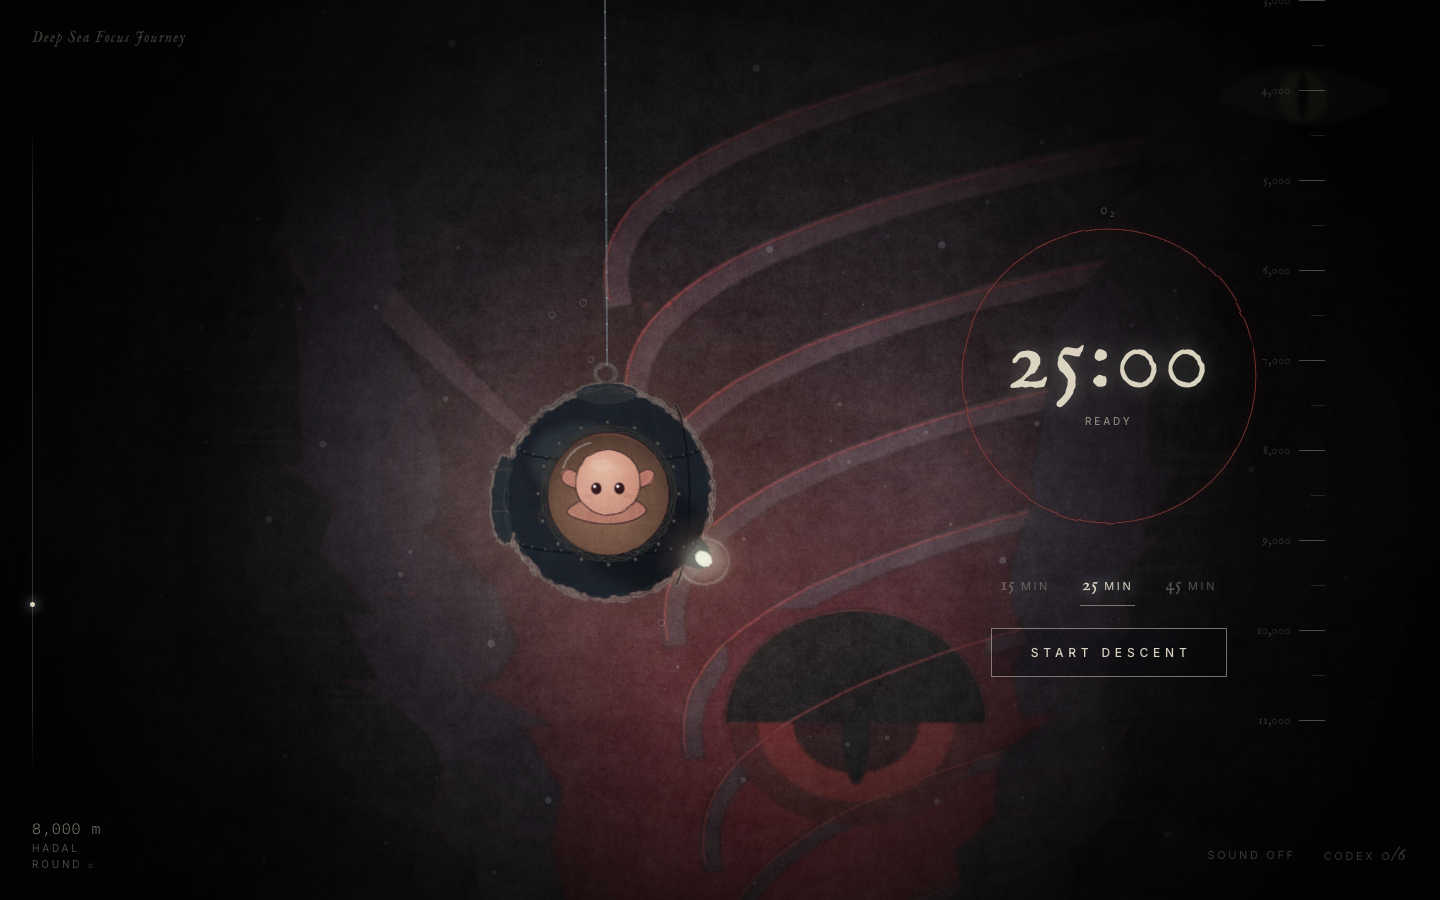 Deep Sea Focus Journey
4,000
5,000
O₂
6,000
25:00
7,000
READY
8,000
9,000
15 MIN 25 MIN 45 MIN
10,000
START DESCENT
11,000
8,000 m
HADAL
ROUND 0
SOUND OFF CODEX 0/6